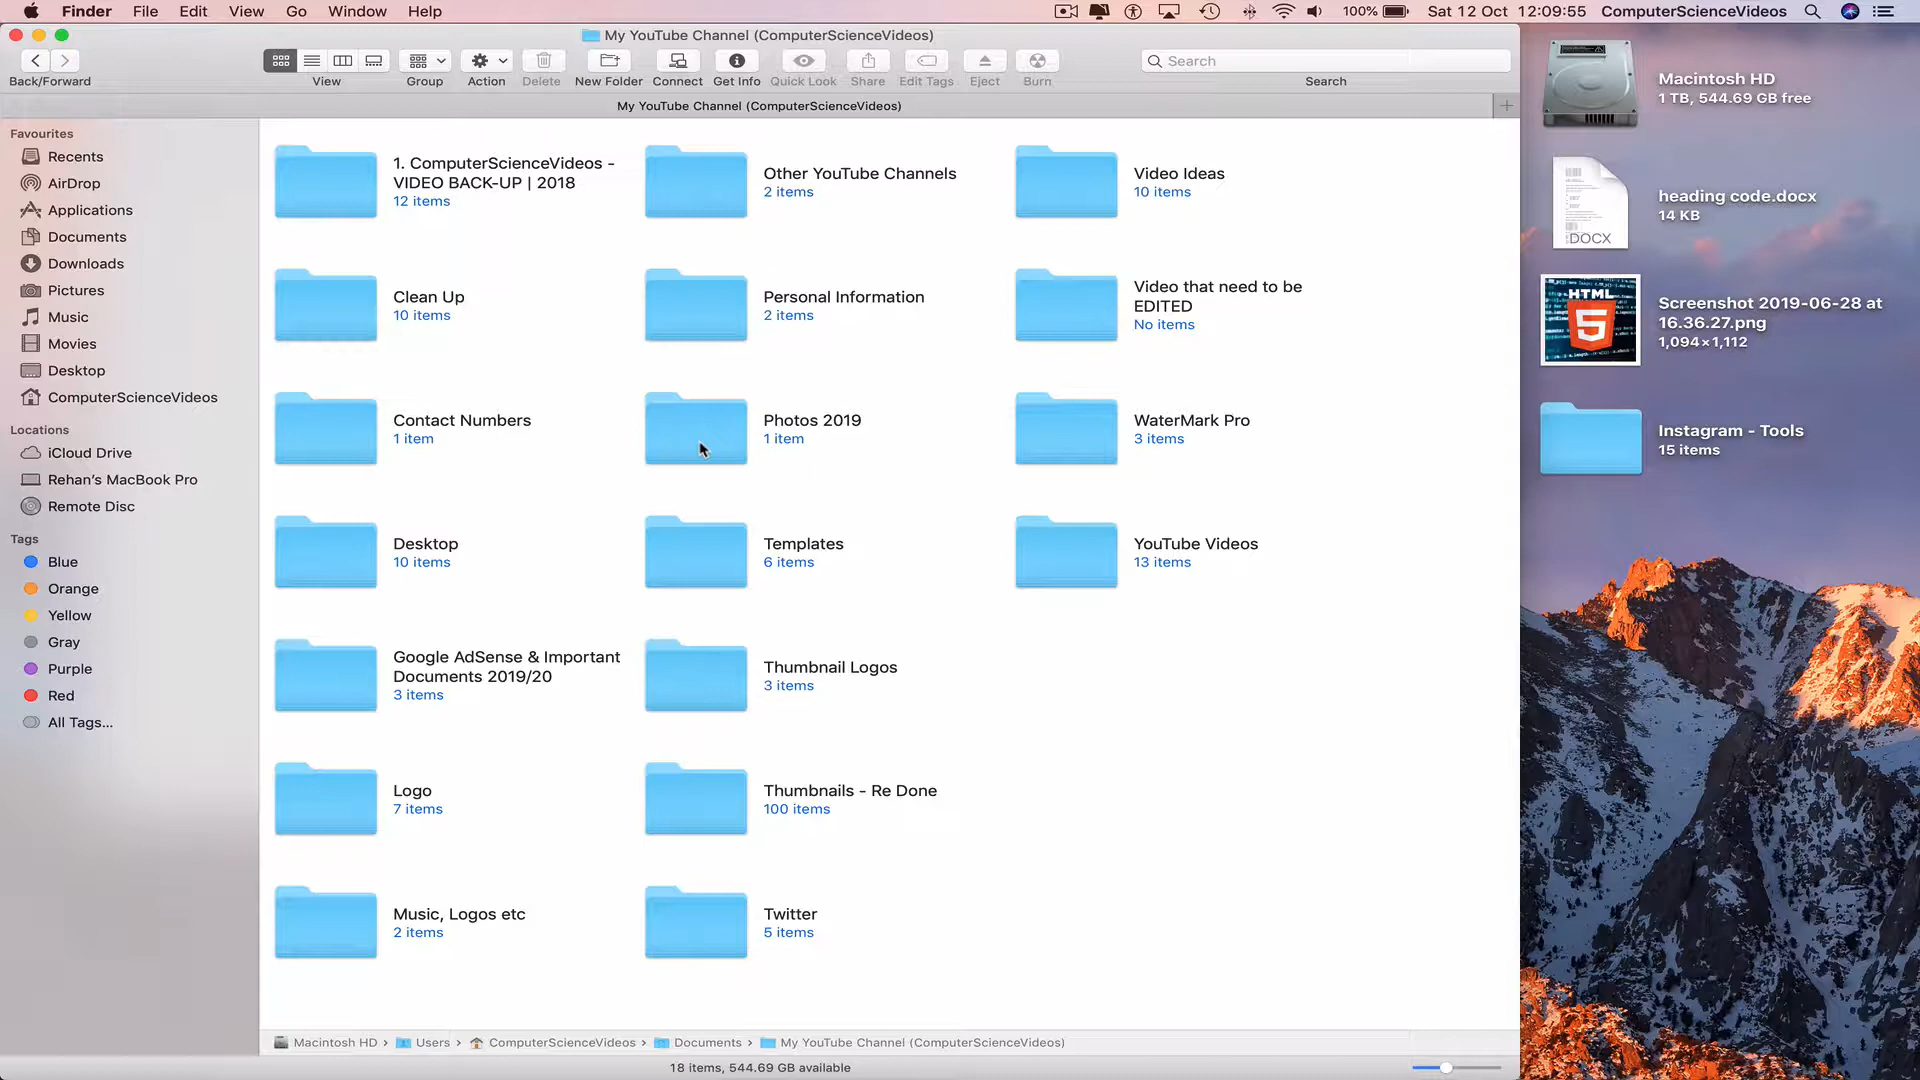 Finder File Edit View Go Window Help
100% Sat 12 Oct 12:09:55 ComputerScienceVideos
My YouTube Channel (ComputerScienceVideos)
Search
Back/Forward View Group Action Delete New Folder Connect Get Info Quick Look Share Edit Tags Eject Burn Search
My YouTube Channel (ComputerScienceVideos)
Favourites
Recents
AirDrop
Applications
Documents
Downloads
Pictures
Music
Movies
Desktop
ComputerScienceVideos
Locations
iCloud Drive
Rehan's MacBook Pro
Remote Disc
Tags
Blue
Orange
Yellow
Gray
Purple
Red
All Tags...
1. ComputerScienceVideos -
VIDEO BACK-UP | 2018
12 items
Clean Up
10 items
Contact Numbers
1 item
Desktop
10 items
Google AdSense & Important
Documents 2019/20
3 items
Logo
7 items
Music, Logos etc
2 items
Other YouTube Channels
2 items
Personal Information
2 items
Photos 2019
1 item
Templates
6 items
Thumbnail Logos
3 items
Thumbnails - Re Done
100 items
Twitter
5 items
Video Ideas
10 items
Video that need to be
EDITED
No items
WaterMark Pro
3 items
YouTube Videos
13 items
Macintosh HD › Users › ComputerScienceVideos › Documents › My YouTube Channel (ComputerScienceVideos)
18 items, 544.69 GB available
Macintosh HD
1 TB, 544.69 GB free
DOCX
heading code.docx
14 KB
HTML
5
Screenshot 2019-06-28 at
16.36.27.png
1,094×1,112
Instagram - Tools
15 items